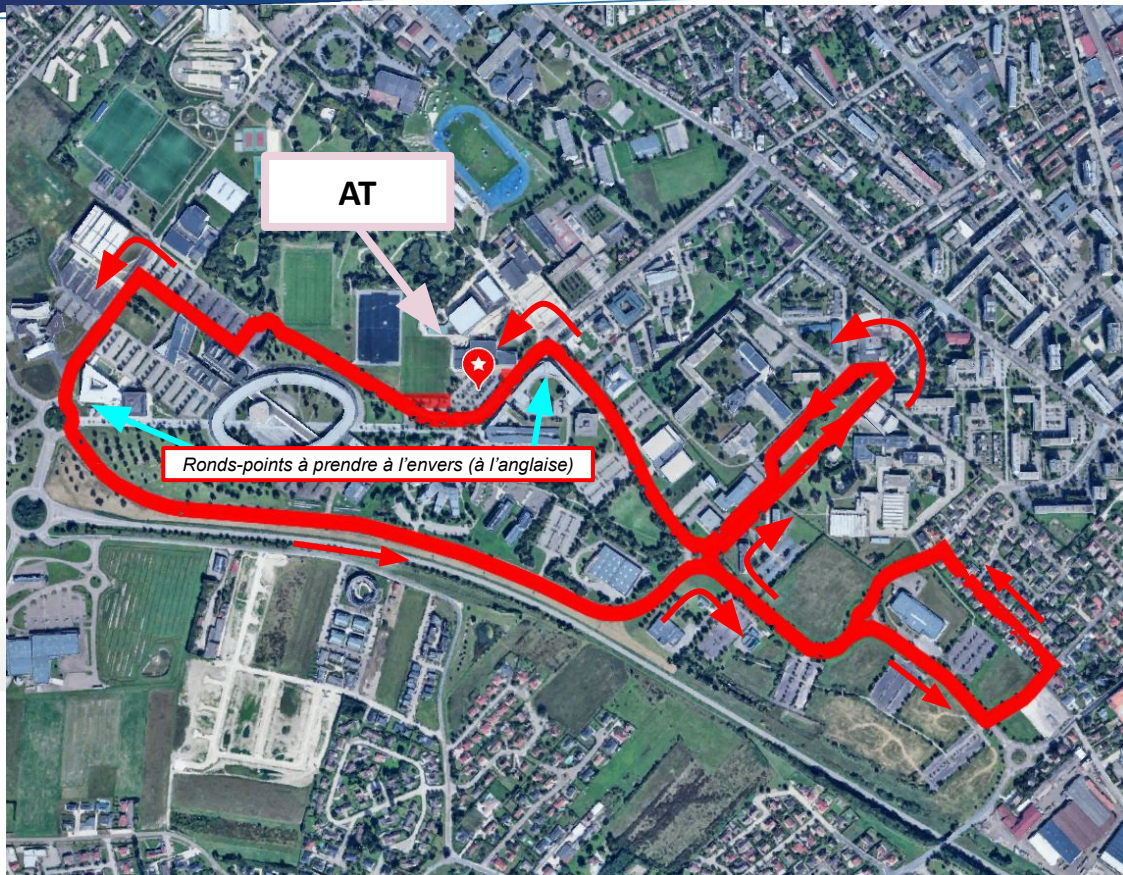 AT
Ronds-points à prendre à l'envers (à l'anglaise)